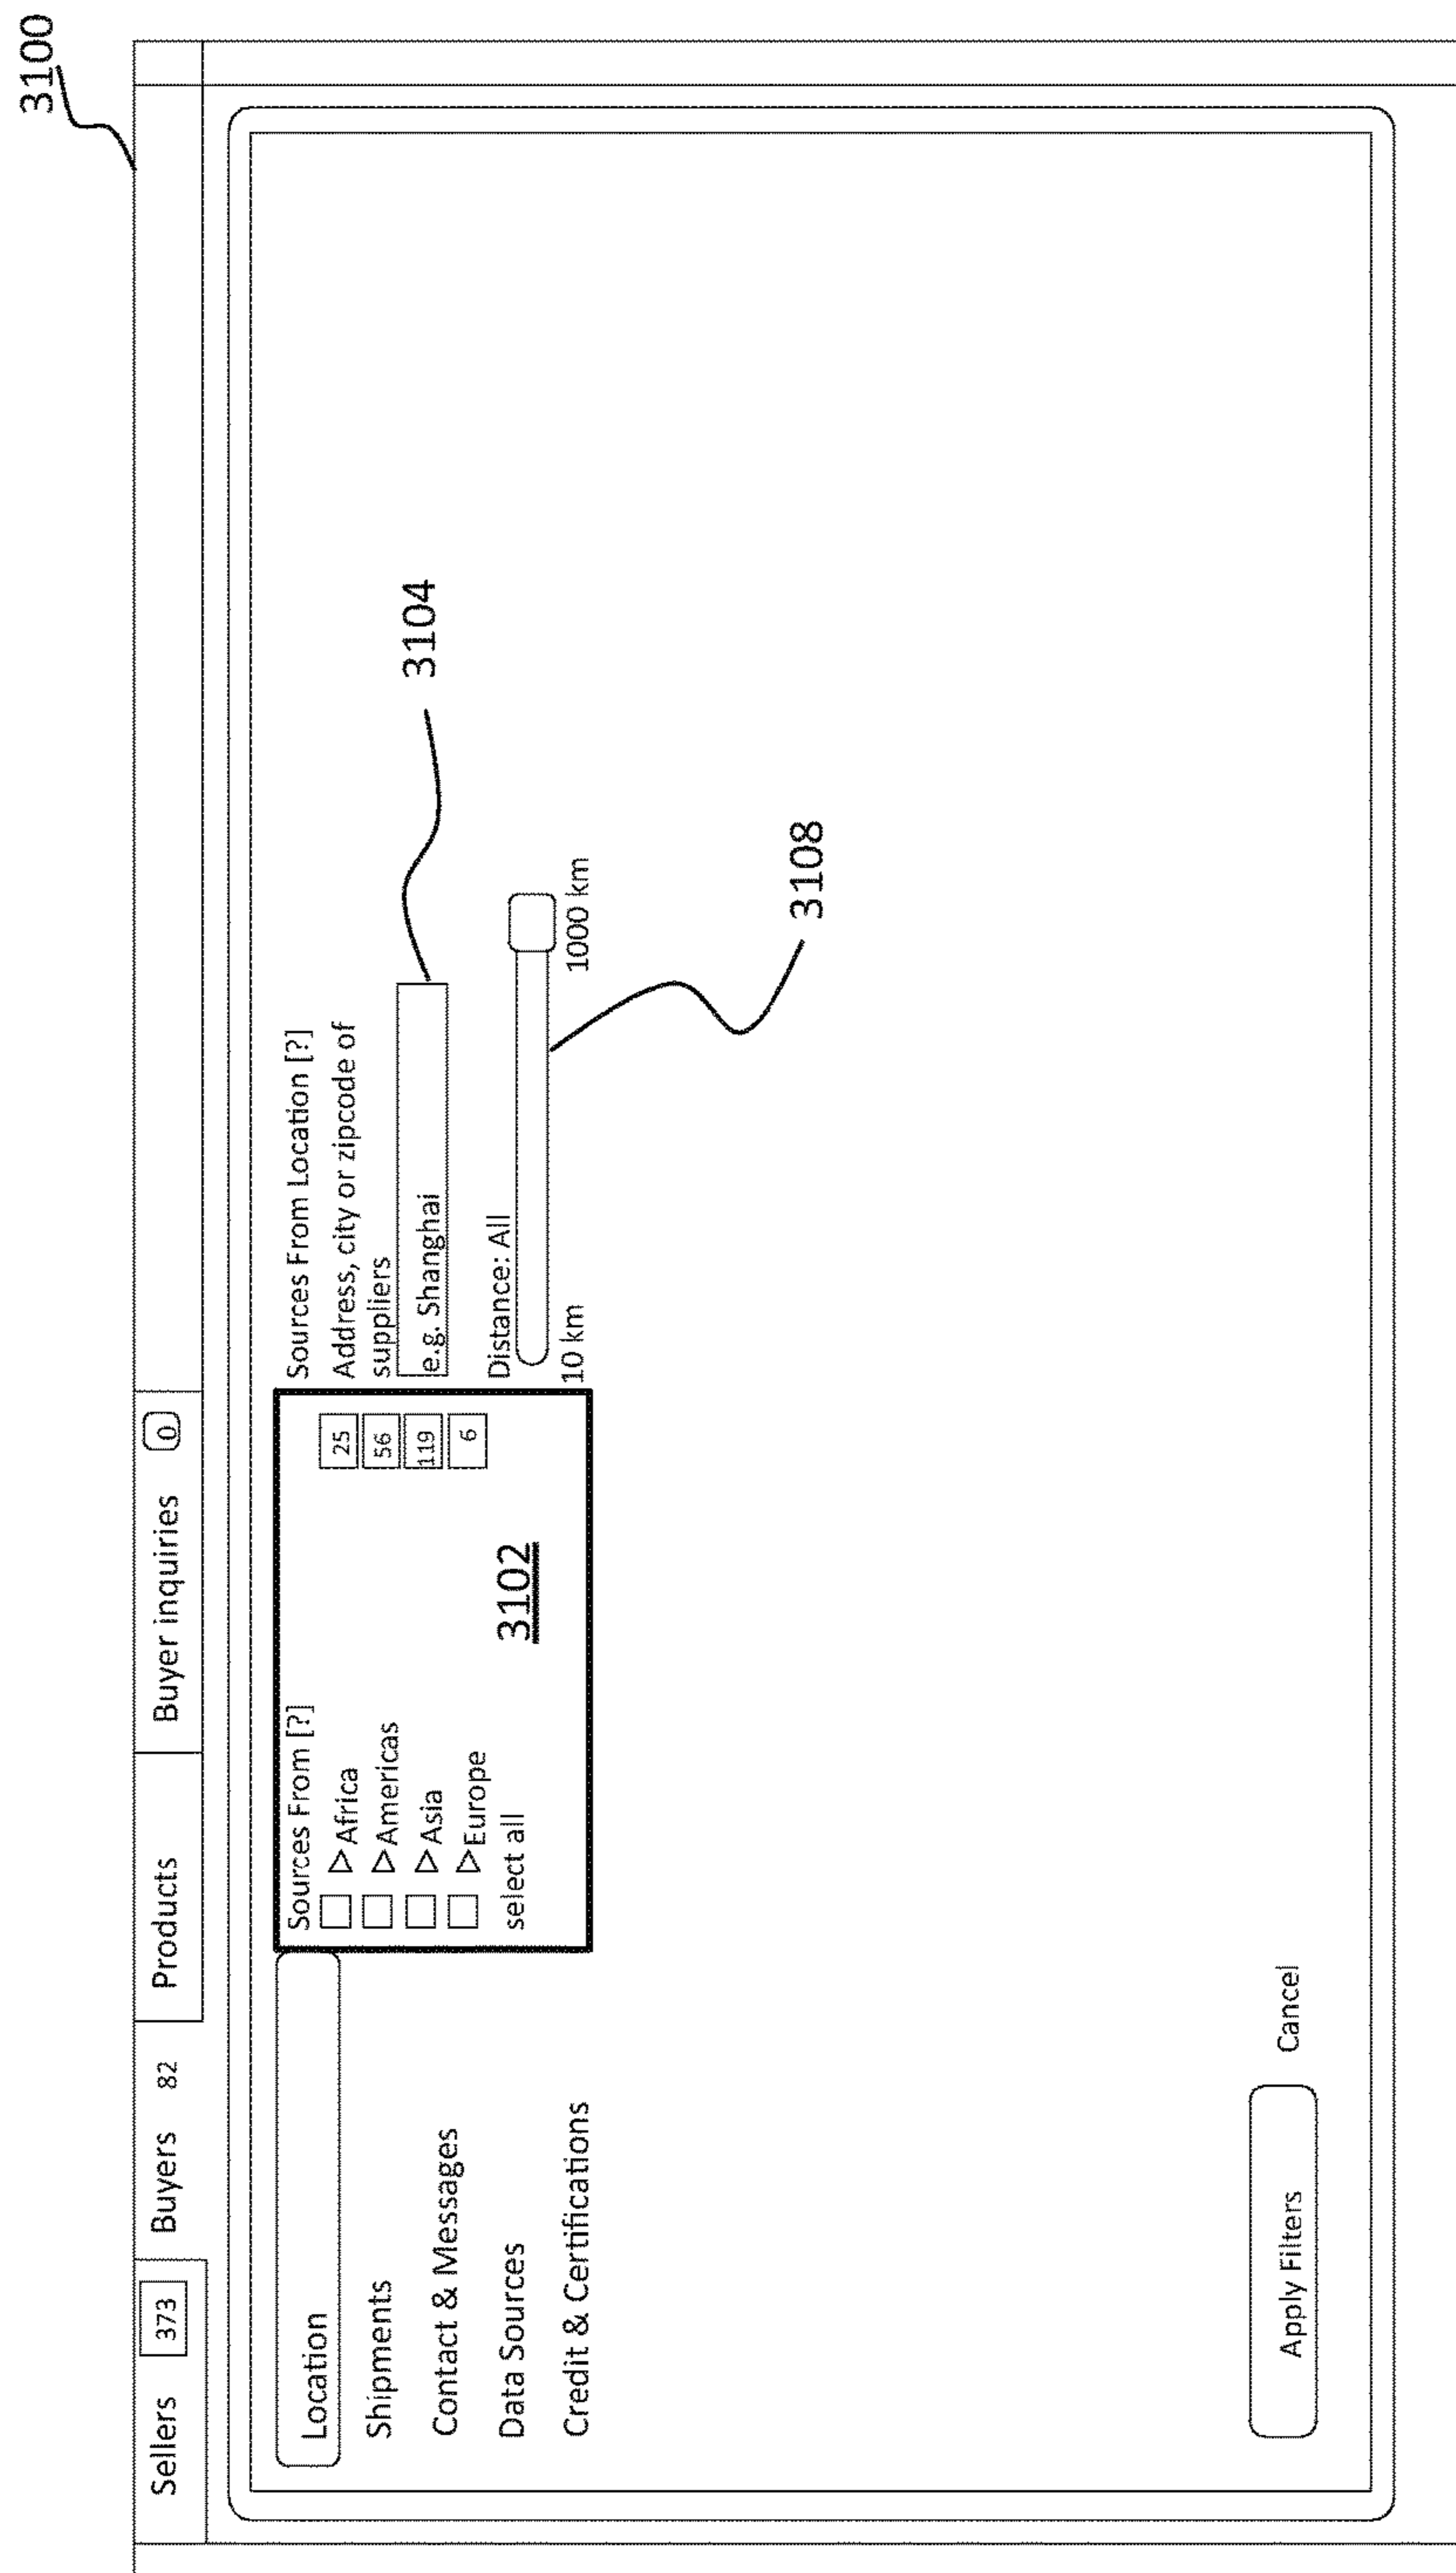 3100
Sellers 373 Buyers 82 Products Buyer inquiries 0
Location
Shipments
Contact & Messages
Data Sources
Credit & Certifications
Sources From [?]
▷Africa 25
▷Americas 56
▷Asia 119
▷Europe 6
select all
3102
Sources From Location [?]
Address, city or zipcode of
suppliers
e.g. Shanghai
3104
Distance: All
10 km 1000 km
3108
Apply Filters Cancel